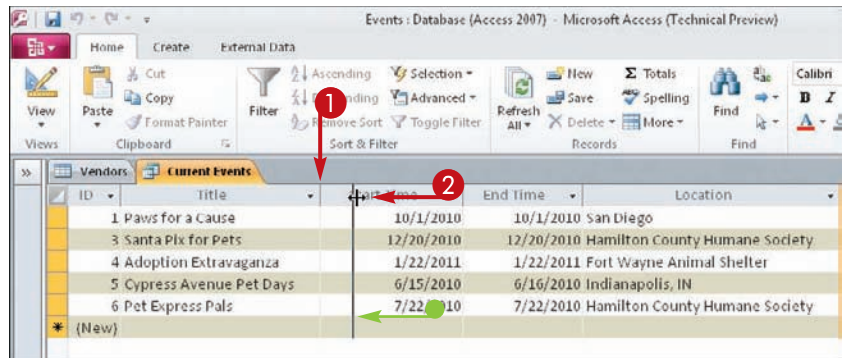 Events : Database (Access 2007) - Microsoft Access (Technical Preview)
Home Create External Data
View
Views
Paste
Cut
Copy
Format Painter
Clipboard
Filter
Ascending
Selection
Advanced
Toggle Filter
Sort & Filter
Refresh All
New
Save
Delete
Totals
Spelling
More
Records
Find
Find
Calibri
B I
A
1
2
Vendors Current Events
ID Title End Time Location
1 Paws for a Cause 10/1/2010 10/1/2010 San Diego
3 Santa Pix for Pets 12/20/2010 12/20/2010 Hamilton County Humane Society
4 Adoption Extravaganza 1/22/2011 1/22/2011 Fort Wayne Animal Shelter
5 Cypress Avenue Pet Days 6/15/2010 6/16/2010 Indianapolis, IN
6 Pet Express Pals 7/22/2010 7/22/2010 Hamilton County Humane Society
(New)